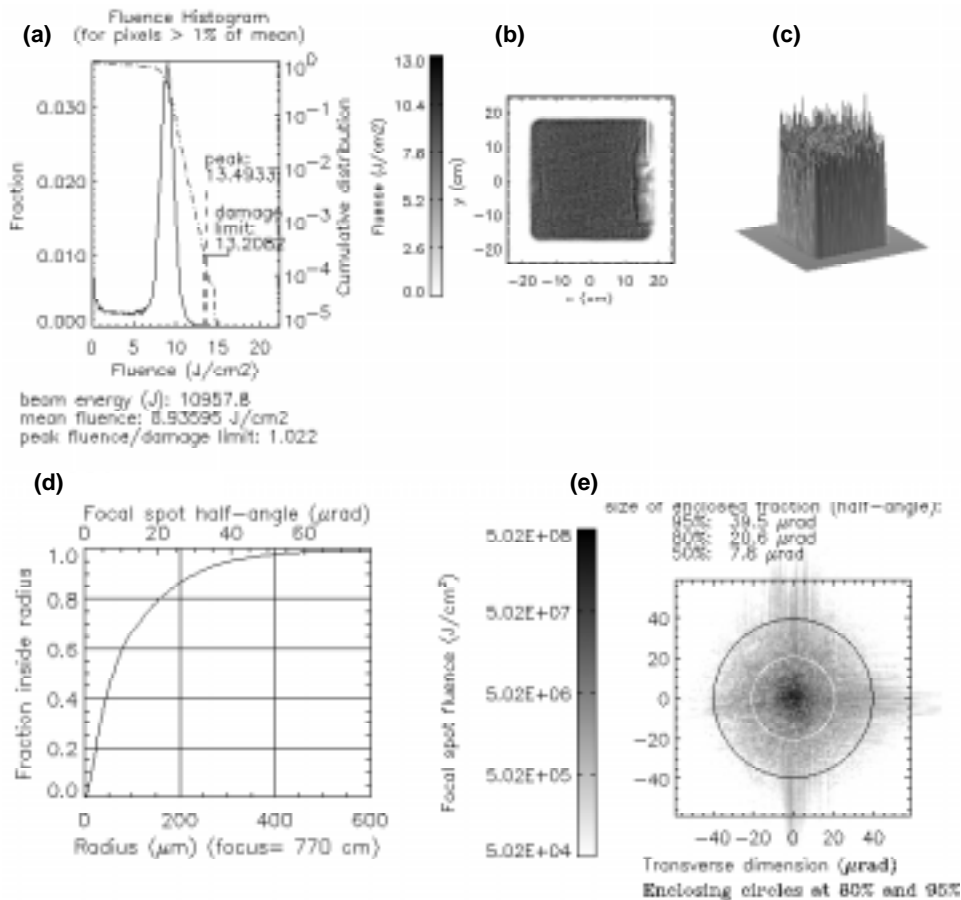 (a)
Fluence Histogram
(for pixels > 1% of mean)
Fraction
0.036
0.030
0.020
0.010
0.000
0
5
10
15
20
Fluence (J/cm2)
10^0
10^-1
10^-2
10^-3
10^-4
10^-5
Cumulative distribution
peak:
13.4933
damage
limit:
13.2082
beam energy (J): 10957.8
mean fluence: 8.93595 J/cm2
peak fluence/damage limit: 1.022
(b)
Fluence (J/cm2)
13.0
10.4
7.8
5.2
2.6
0.0
y (cm)
20
10
0
-10
-20
-20
-10
0
10
20
(c)
(d)
Focal spot half-angle (μrad)
0
20
40
60
Fraction inside radius
1.0
0.8
0.6
0.4
0.2
0.0
0
200
400
600
Radius (μm) (focus= 770 cm)
(e)
size of enclosed fraction (half-angle):
95%: 39.5 μrad
80%: 20.6 μrad
50%: 7.8 μrad
Focal spot fluence (J/cm²)
5.02E+08
5.02E+07
5.02E+06
5.02E+05
5.02E+04
40
20
0
-20
-40
-40
-20
0
20
40
Transverse dimension (μrad)
Enclosing circles at 80% and 95%